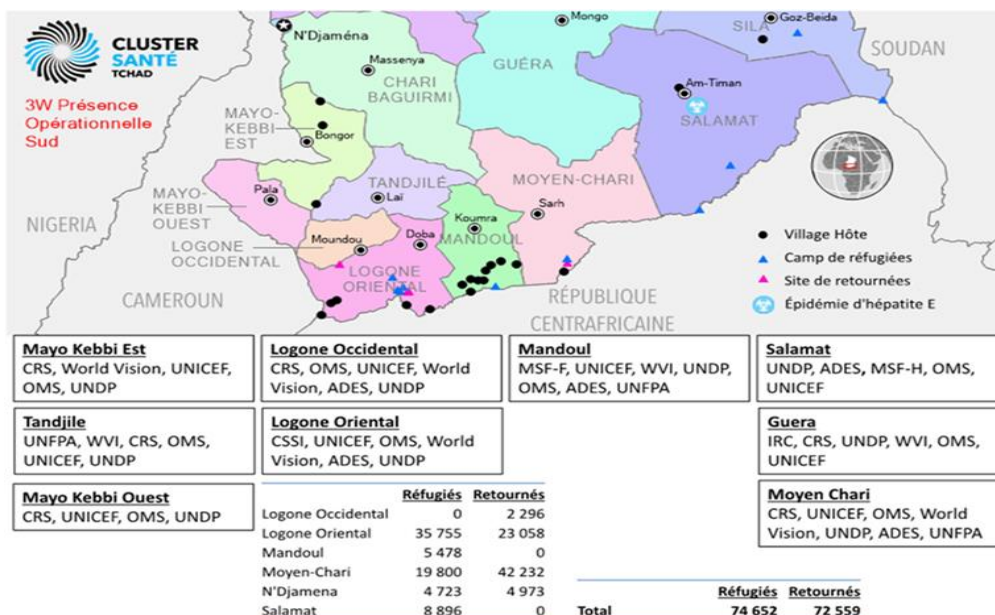 CLUSTER
SANTÉ
TCHAD
3W Présence
Opérationnelle
Sud
N'Djaména
Massenya
CHARI
BAGUIRMI
Mongo
GUÉRA
SILA
Goz-Beida
SOUDAN
Am-Timan
SALAMAT
MAYO-
KEBBI
EST
Bongor
MAYO-
KEBBI
OUEST
Pala
TANDJILÉ
Laï
MOYEN-CHARI
Sarh
Koumra
MANDOUL
Doba
Moundou
LOGONE
OCCIDENTAL
LOGONE
ORIENTAL
NIGERIA
CAMEROUN
RÉPUBLIQUE
CENTRAFRICAINE
Village Hôte
Camp de réfugiées
Site de retournées
Épidémie d'hépatite E
Mayo Kebbi Est
CRS, World Vision, UNICEF,
OMS, UNDP
Logone Occidental
CRS, OMS, UNICEF, World
Vision, ADES, UNDP
Mandoul
MSF-F, UNICEF, WVI, UNDP,
OMS, ADES, UNFPA
Salamat
UNDP, ADES, MSF-H, OMS,
UNICEF
Tandjile
UNFPA, WVI, CRS, OMS,
UNICEF, UNDP
Logone Oriental
CSSI, UNICEF, OMS, World
Vision, ADES, UNDP
Guera
IRC, CRS, UNDP, WVI, OMS,
UNICEF
Mayo Kebbi Ouest
CRS, UNICEF, OMS, UNDP
Moyen Chari
CRS, UNICEF, OMS, World
Vision, UNDP, ADES, UNFPA
Réfugiés Retournés
Logone Occidental 0 2 296
Logone Oriental 35 755 23 058
Mandoul 5 478 0
Moyen-Chari 19 800 42 232
N'Djamena 4 723 4 973
Salamat 8 896 0
Réfugiés Retournés
Total 74 652 72 559